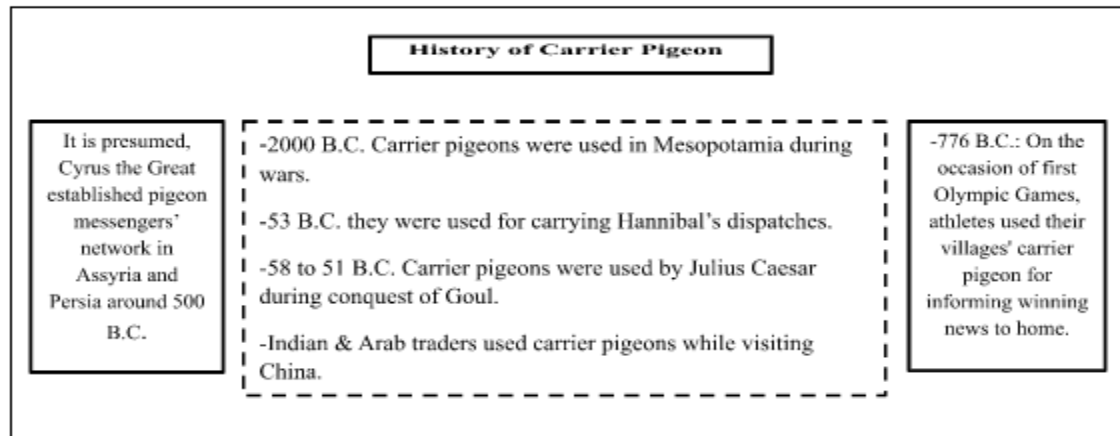 History of Carrier Pigeon
It is presumed,
Cyrus the Great
established pigeon
messengers'
network in
Assyria and
Persia around 500
B.C.
-2000 B.C. Carrier pigeons were used in Mesopotamia during
wars.
-53 B.C. they were used for carrying Hannibal's dispatches.
-58 to 51 B.C. Carrier pigeons were used by Julius Caesar
during conquest of Goul.
-Indian & Arab traders used carrier pigeons while visiting
China.
-776 B.C.: On the
occasion of first
Olympic Games,
athletes used their
villages' carrier
pigeon for
informing winning
news to home.